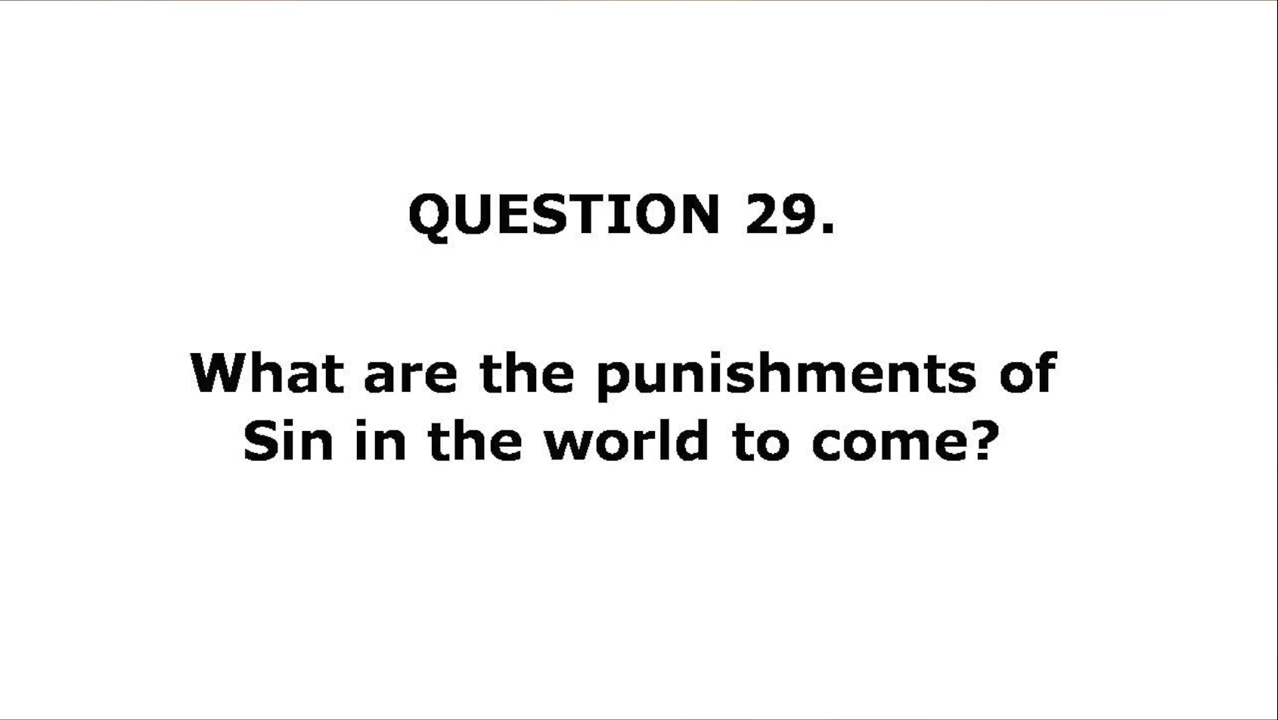 QUESTION 29.
What are the punishments of
Sin in the world to come?